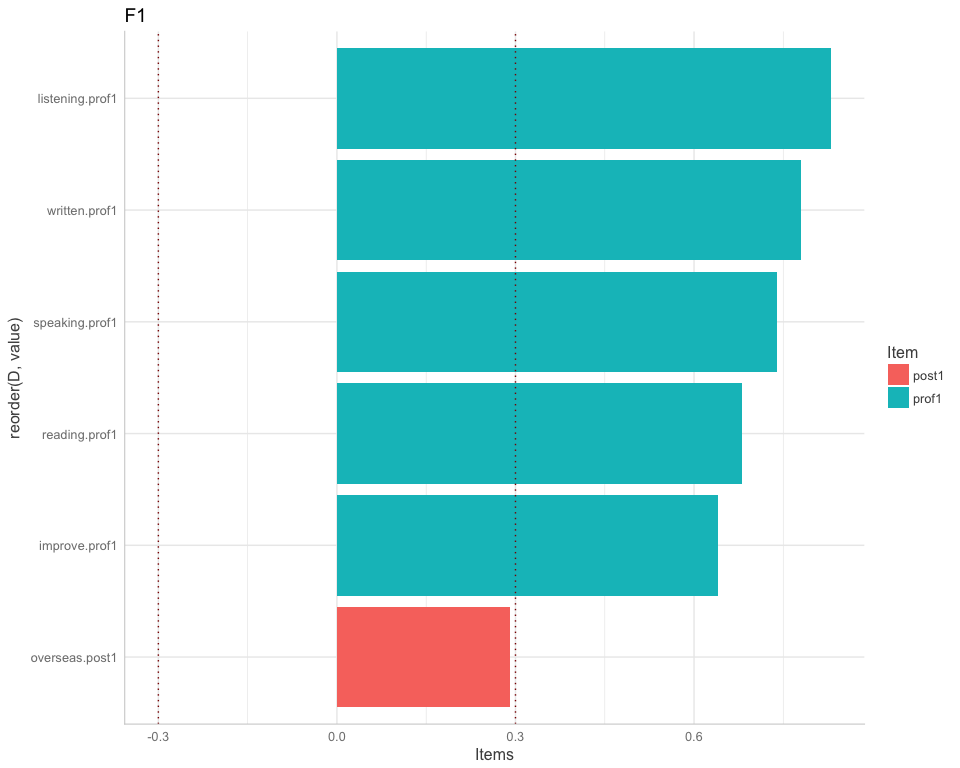 F1
listening.prof1
written.prof1
speaking.prof1
reading.prof1
improve.prof1
overseas.post1
reorder(D, value)
-0.3
0.0
0.3
0.6
Items
Item
post1
prof1